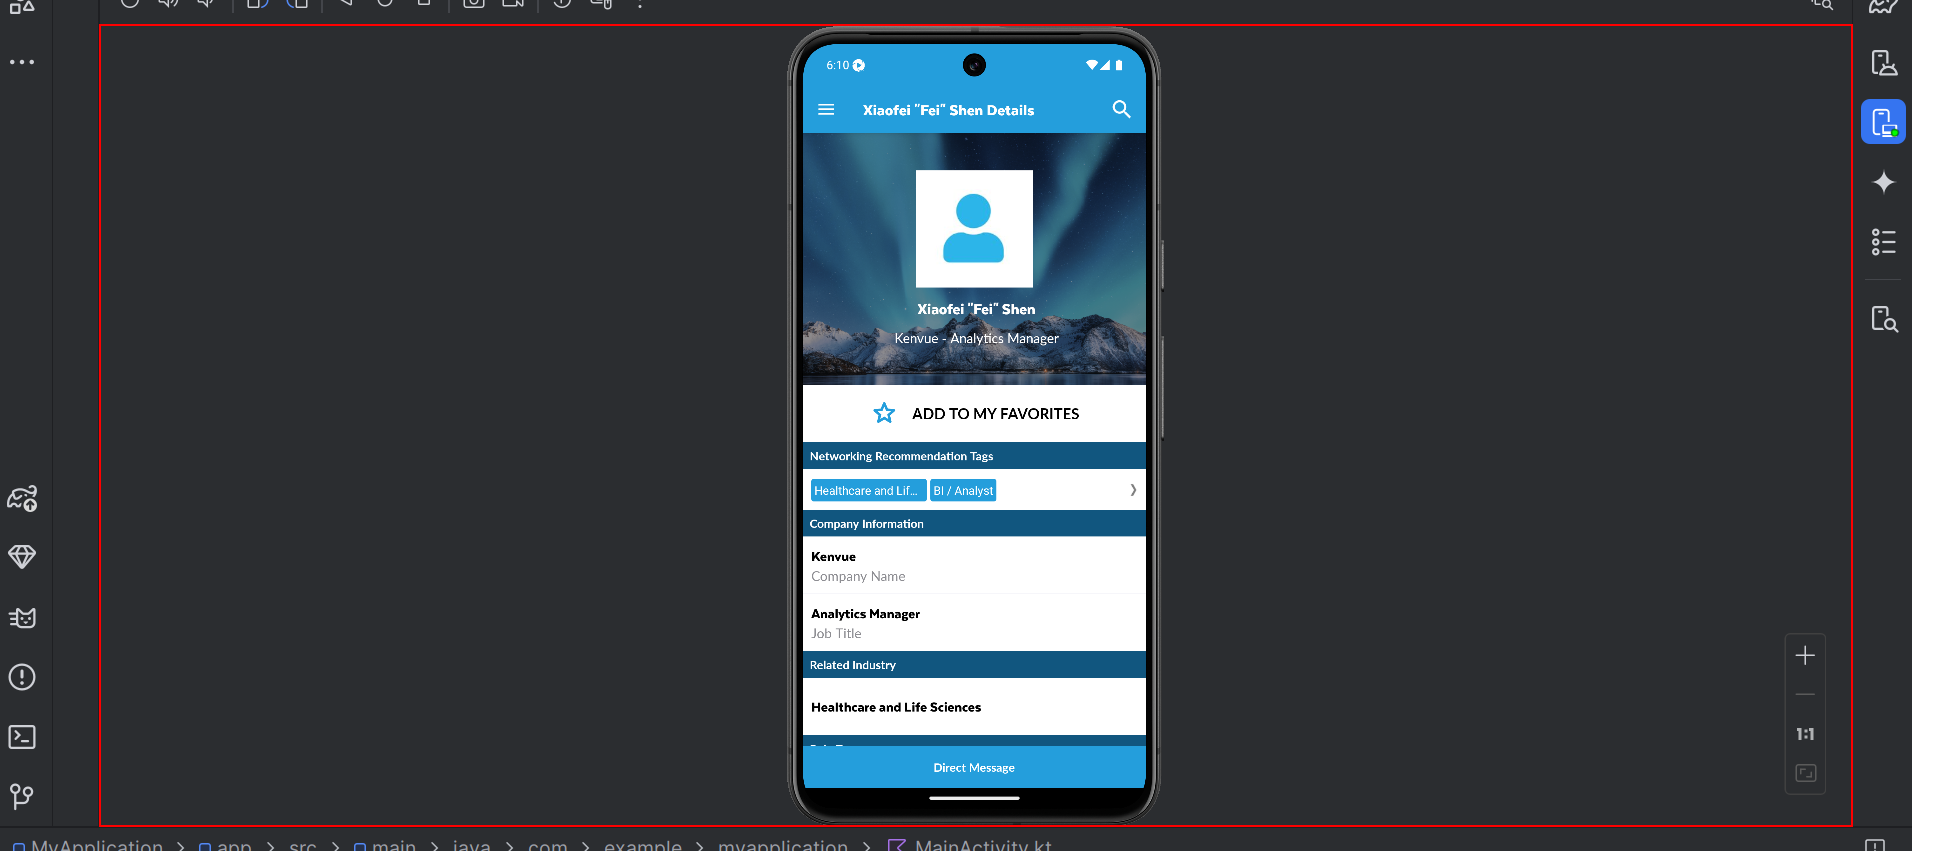 6:10
Xiaofei "Fei" Shen Details
Xiaofei "Fei" Shen
Kenvue - Analytics Manager
ADD TO MY FAVORITES
Networking Recommendation Tags
Healthcare and Lif... BI / Analyst
Company Information
Kenvue
Company Name
Analytics Manager
Job Title
Related Industry
Healthcare and Life Sciences
Direct Message
1:1
MyApplication > app > src > main > java > com > example > myapplication > MainActivity.kt